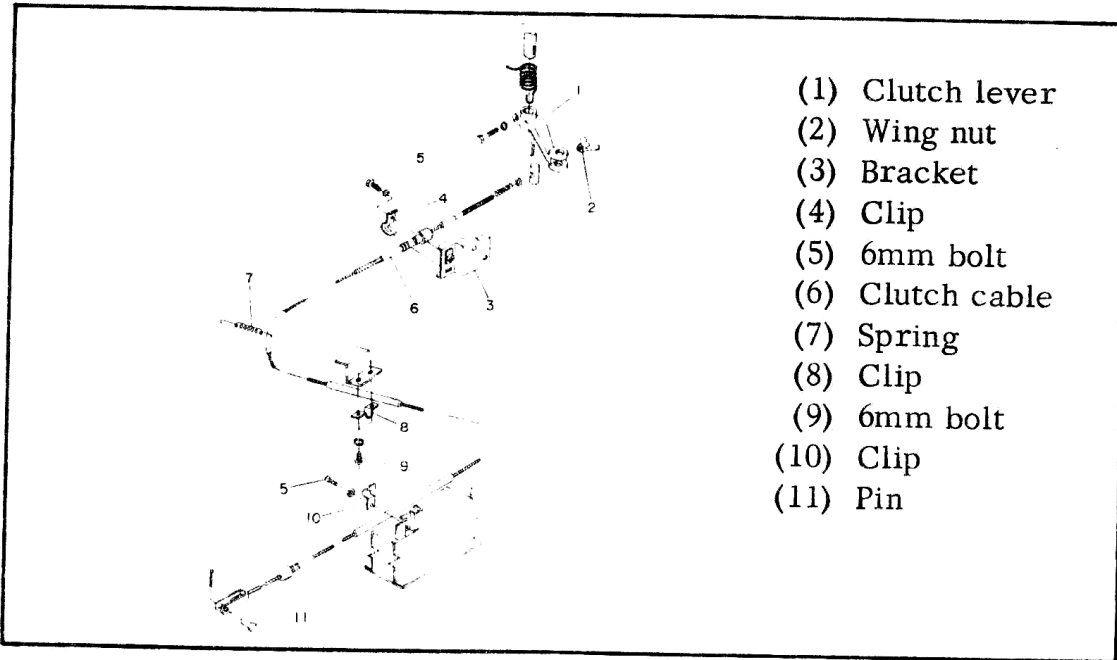 (1) Clutch lever
(2) Wing nut
(3) Bracket
(4) Clip
(5) 6mm bolt
(6) Clutch cable
(7) Spring
(8) Clip
(9) 6mm bolt
(10) Clip
(11) Pin
1
5
4
2
7
6
3
8
9
5
10
11